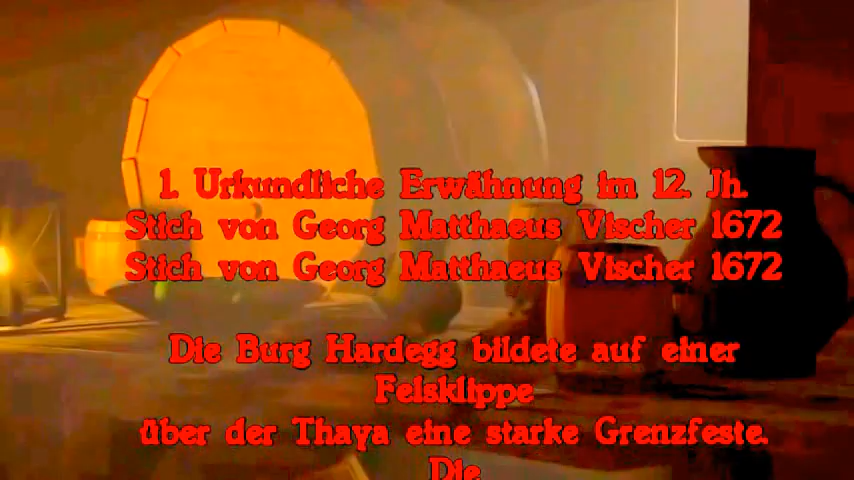 1. Urkundliche Erwähnung im 12. Jh.
Stich von Georg Matthaeus Vischer 1672
Stich von Georg Matthaeus Vischer 1672
Die Burg Hardegg bildete auf einer
Felsklippe
über der Thaya eine starke Grenzfeste.
Die